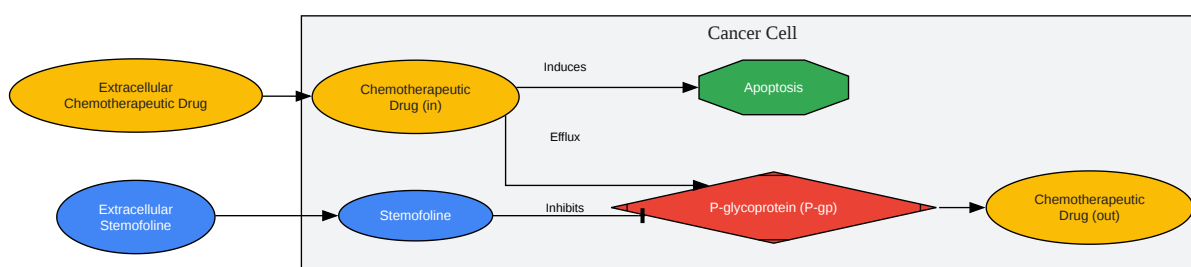 Cancer Cell
Extracellular
Chemotherapeutic Drug
Chemotherapeutic
Drug (in)
Induces
Apoptosis
Efflux
Extracellular
Stemofoline
Stemofoline
Inhibits
P-glycoprotein (P-gp)
Chemotherapeutic
Drug (out)